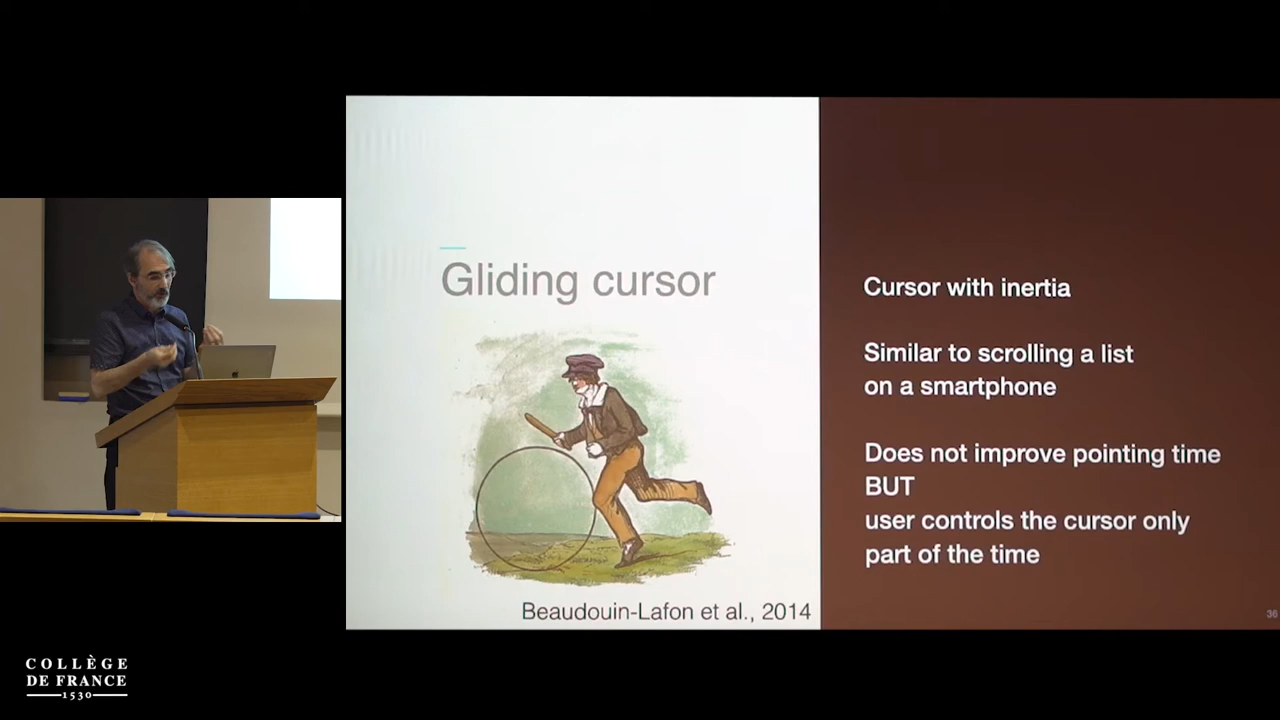 Gliding cursor
Beaudouin-Lafon et al., 2014
Cursor with inertia
Similar to scrolling a list
on a smartphone
Does not improve pointing time
BUT
user controls the cursor only
part of the time
36
COLLÈGE
DE FRANCE
1530